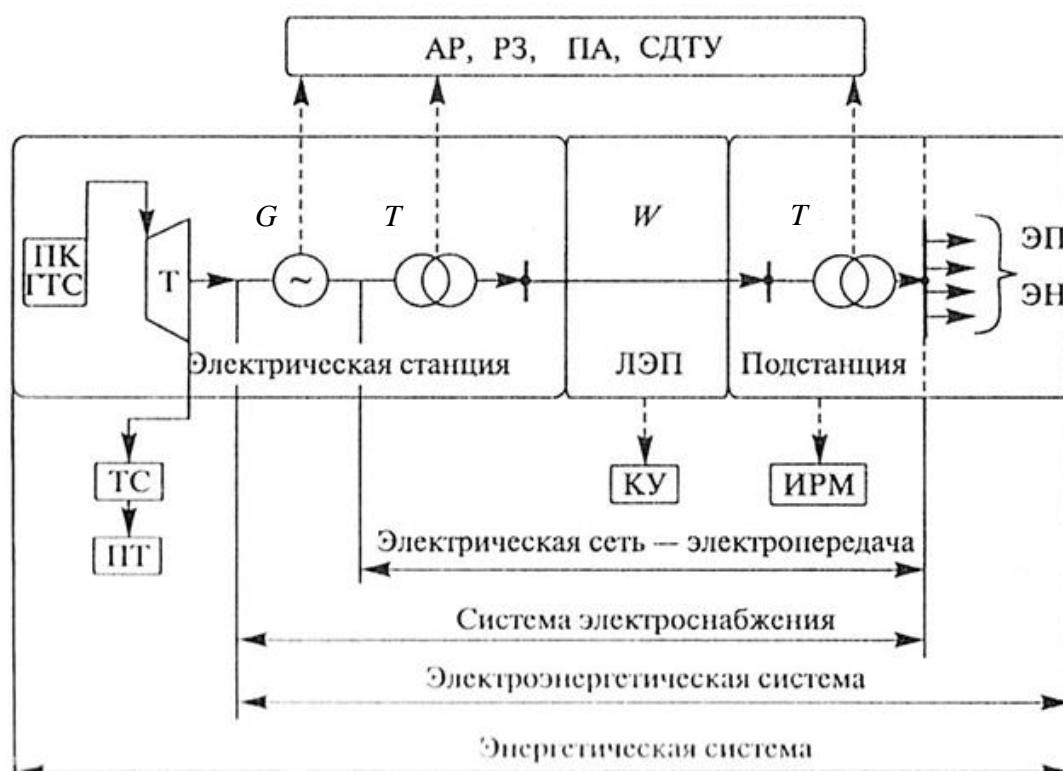 АР, РЗ, ПА, СДТУ
G T W T
ПК
ГТС
Т
~
ЭП
ЭН
Электрическая станция ЛЭП Подстанция
ТС КУ ИРМ
ПТ
Электрическая сеть — электропередача
Система электроснабжения
Электроэнергетическая система
Энергетическая система